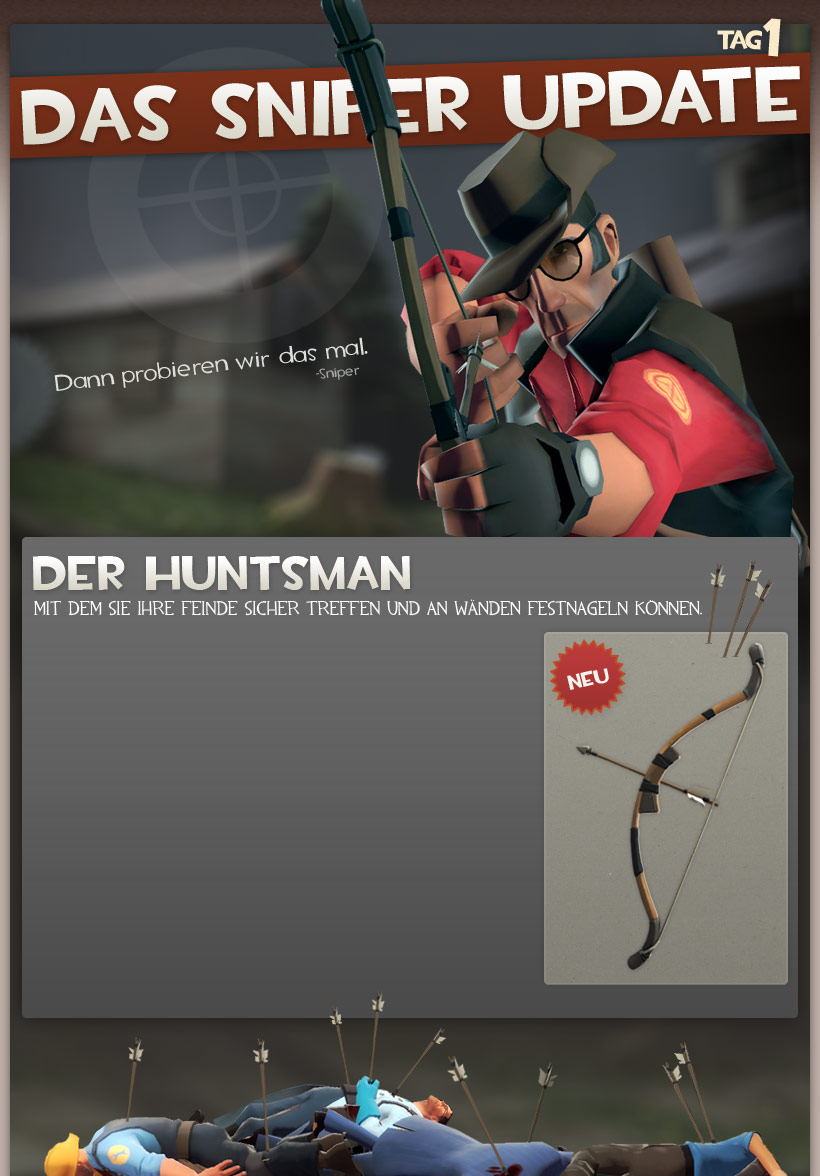 TAG 1
DAS SNIPER UPDATE
Dann probieren wir das mal.
-Sniper
DER HUNTSMAN
MIT DEM SIE IHRE FEINDE SICHER TREFFEN UND AN WÄNDEN FESTNAGELN KÖNNEN.
NEU